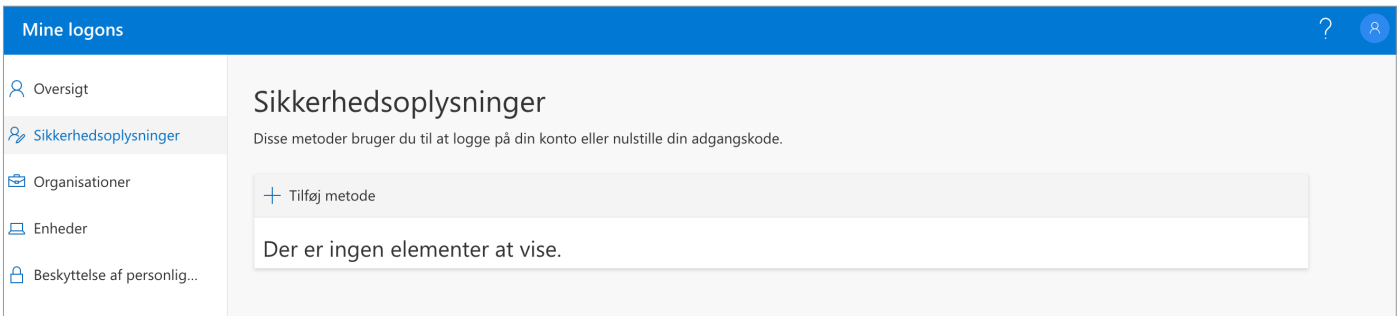 Mine logons
?
Oversigt
Sikkerhedsoplysninger
Organisationer
Enheder
Beskyttelse af personlig...
Sikkerhedsoplysninger
Disse metoder bruger du til at logge på din konto eller nulstille din adgangskode.
Tilføj metode
Der er ingen elementer at vise.